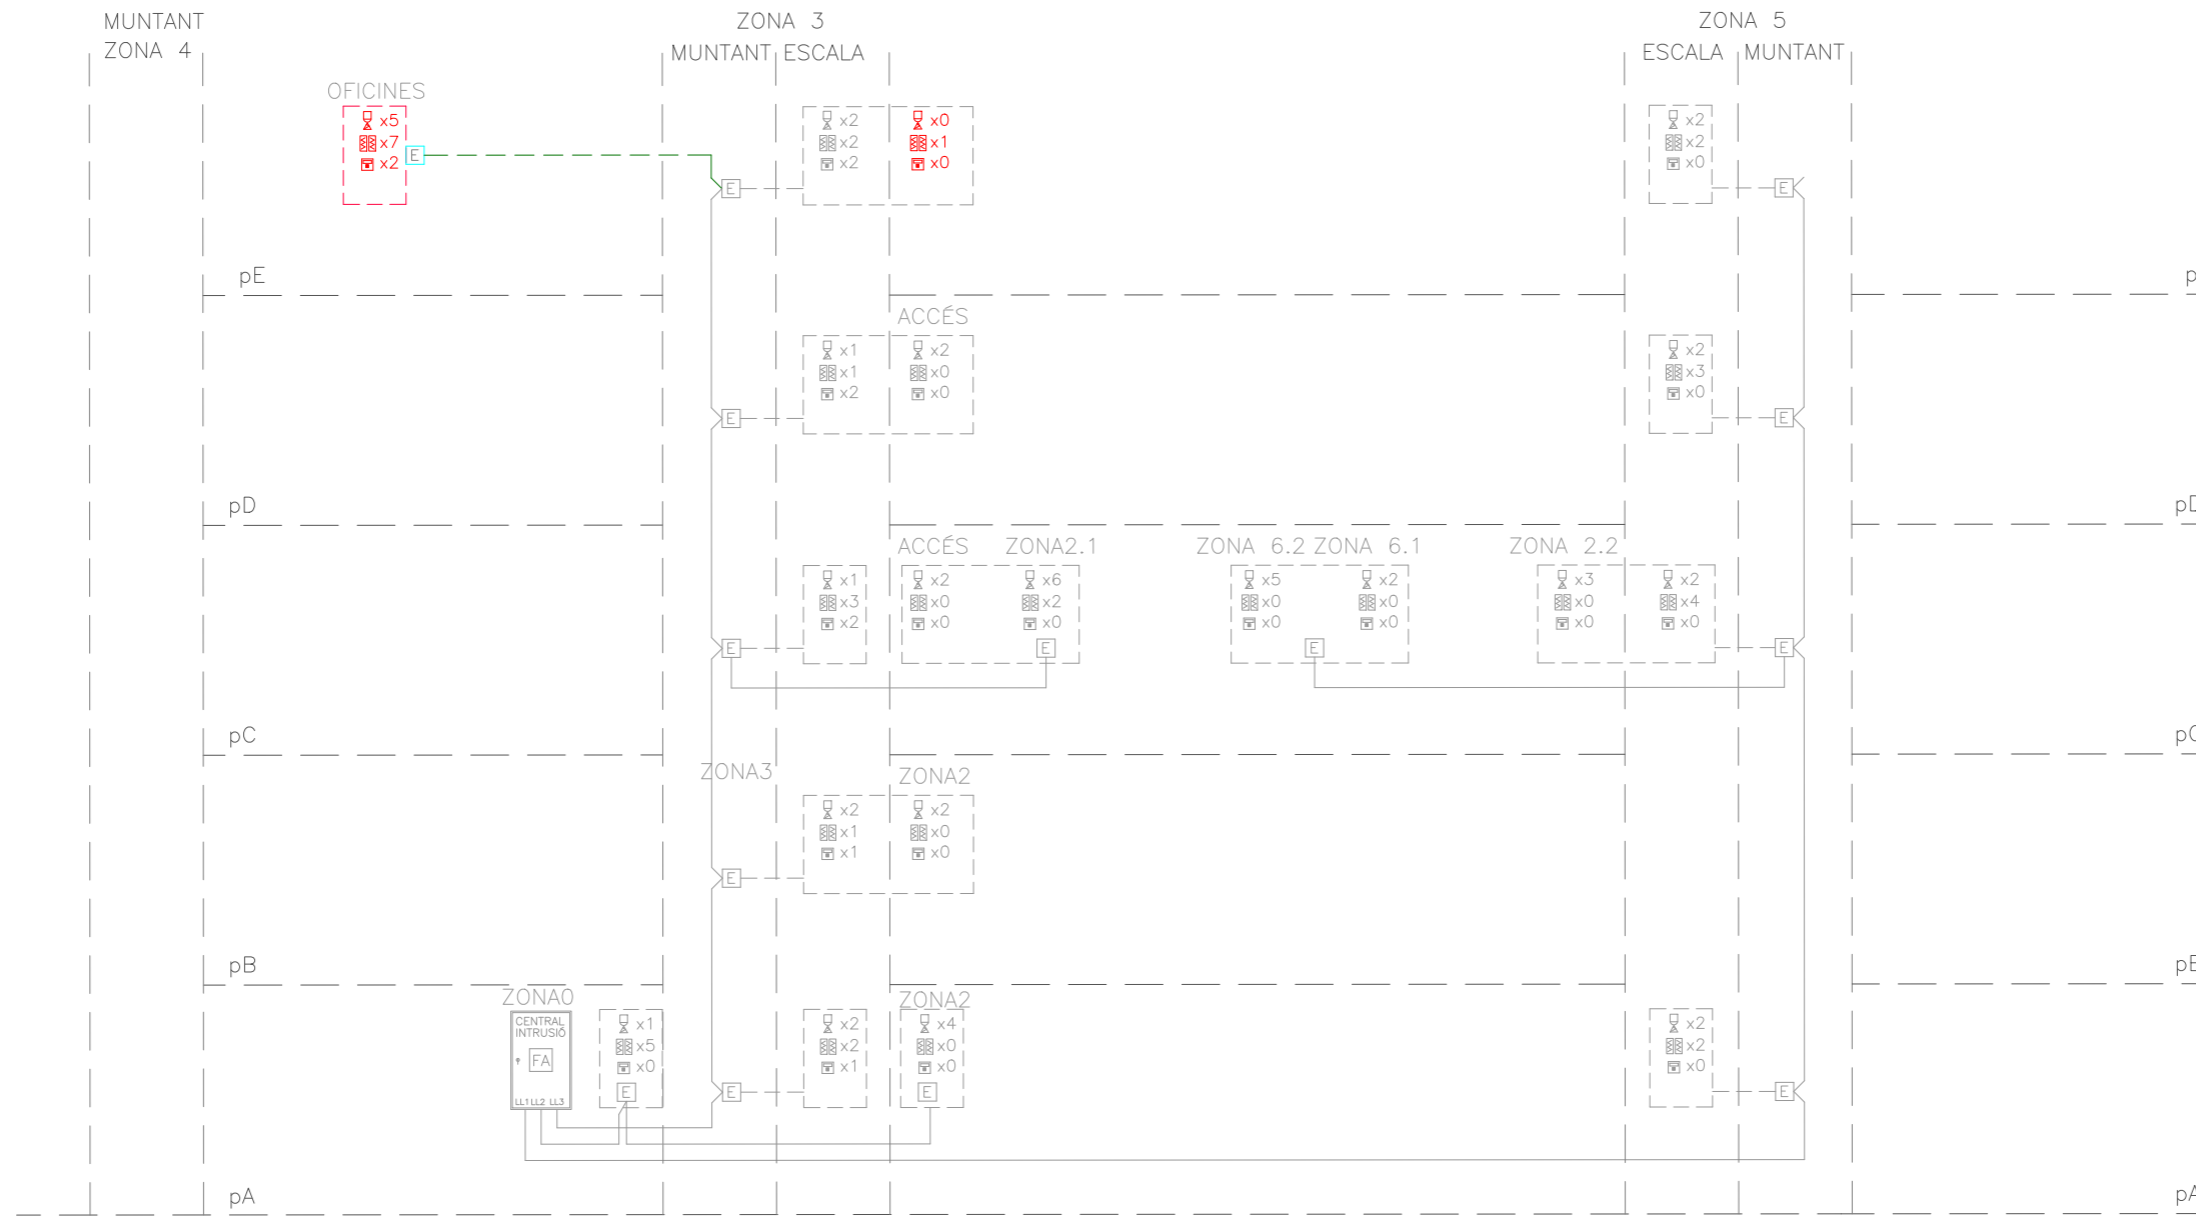 MUNTANT
ZONA 4
ZONA 3
MUNTANT ESCALA
ZONA 5
ESCALA MUNTANT
OFICINES
x5
x7
x2
E
E
x2
x2
x2
x0
x1
x0
x2
x2
x0
E
pE
p
ACCÉS
x1
x1
x2
x2
x0
x0
E
x2
x3
x0
E
pD
pD
ACCÉS ZONA2.1
ZONA 6.2 ZONA 6.1
ZONA 2.2
x1
x3
x2
E
x2
x0
x0
x6
x2
x0
E
x5
x0
x0
x2
x0
x0
E
x3
x0
x0
x2
x4
x0
E
pC
pC
ZONA3
ZONA2
x2
x1
x1
x2
x0
x0
E
pB
pB
ZONA0
CENTRAL
INTRUSIÓ
FA
LL1 LL2 LL3
x1
x5
x0
E
E
x2
x2
x1
ZONA2
x4
x0
x0
E
x2
x2
x0
E
pA
pA